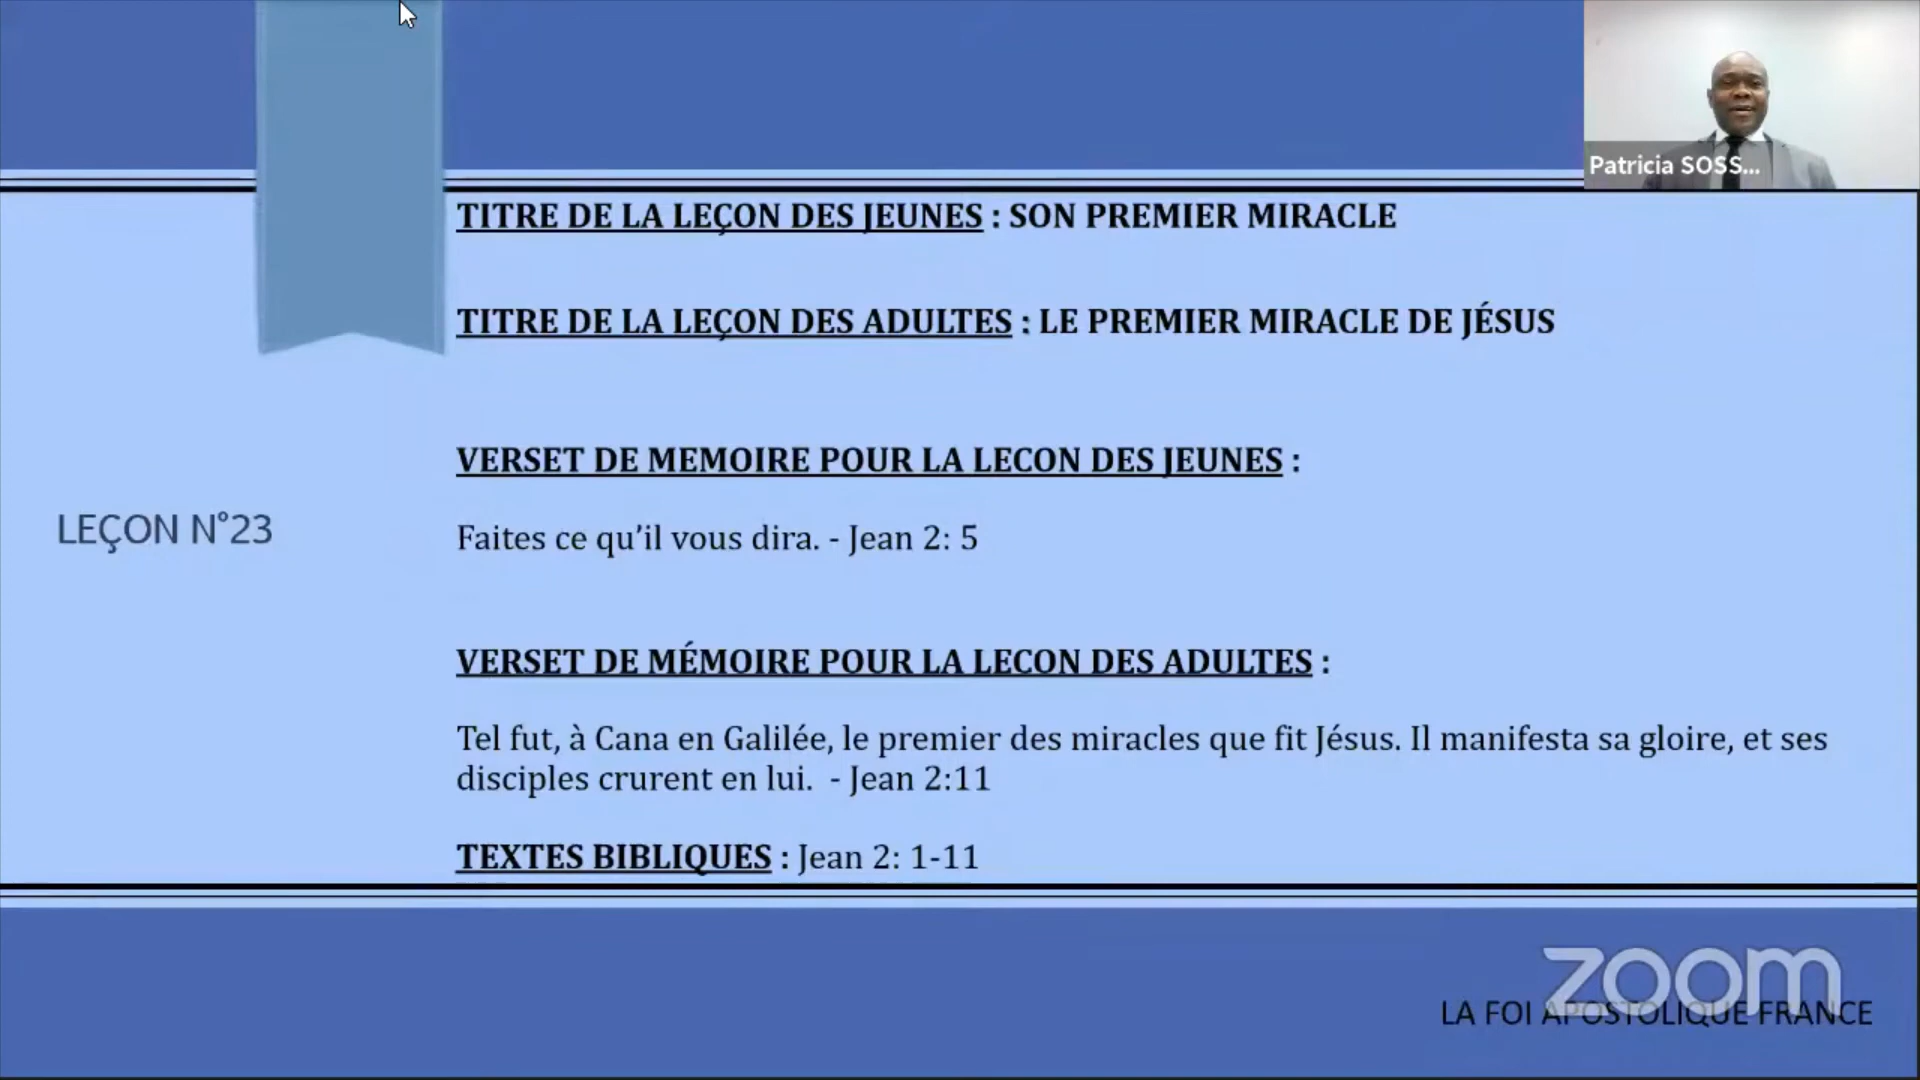 Patricia SOSS...
TITRE DE LA LEÇON DES JEUNES : SON PREMIER MIRACLE
TITRE DE LA LEÇON DES ADULTES : LE PREMIER MIRACLE DE JÉSUS
VERSET DE MEMOIRE POUR LA LECON DES JEUNES :
LEÇON N°23
Faites ce qu’il vous dira. - Jean 2: 5
VERSET DE MÉMOIRE POUR LA LECON DES ADULTES :
Tel fut, à Cana en Galilée, le premier des miracles que fit Jésus. Il manifesta sa gloire, et ses
disciples crurent en lui.  - Jean 2:11
TEXTES BIBLIQUES : Jean 2: 1-11
zoom
LA FOI APOSTOLIQUE FRANCE